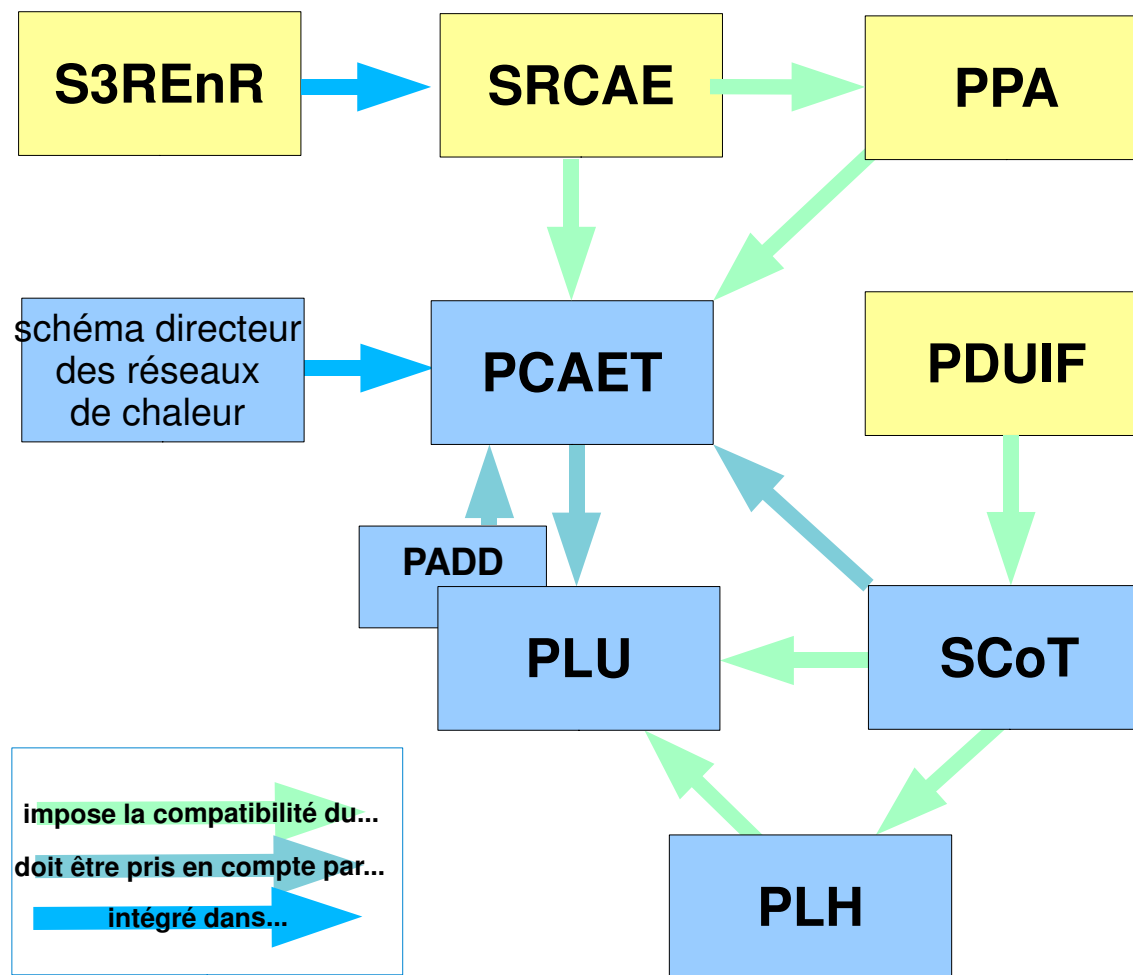 S3REnR
SRCAE
PPA
schéma directeur
des réseaux
de chaleur
PCAET
PDUIF
PADD
PLU
SCoT
PLH
impose la compatibilité du...
doit être pris en compte par...
intégré dans...